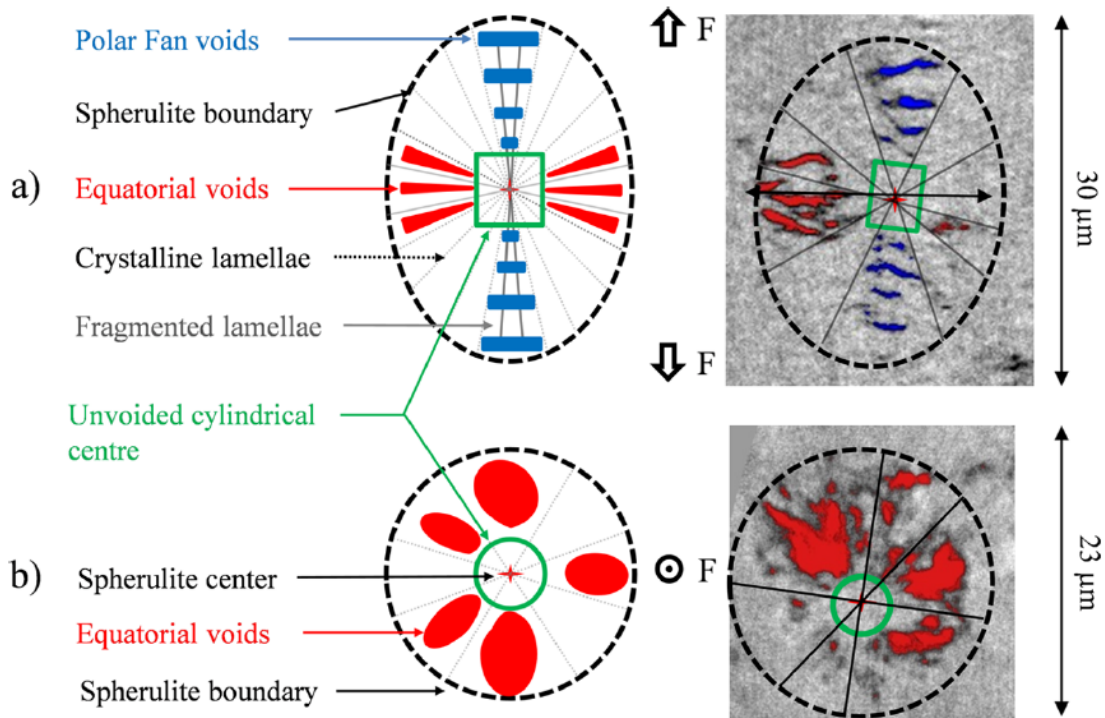 Polar Fan voids
Spherulite boundary
a)
Equatorial voids
Crystalline lamellae
Fragmented lamellae
Unvoided cylindrical
centre
F
F
30 μm
b)
Spherulite center
Equatorial voids
Spherulite boundary
F
23 μm